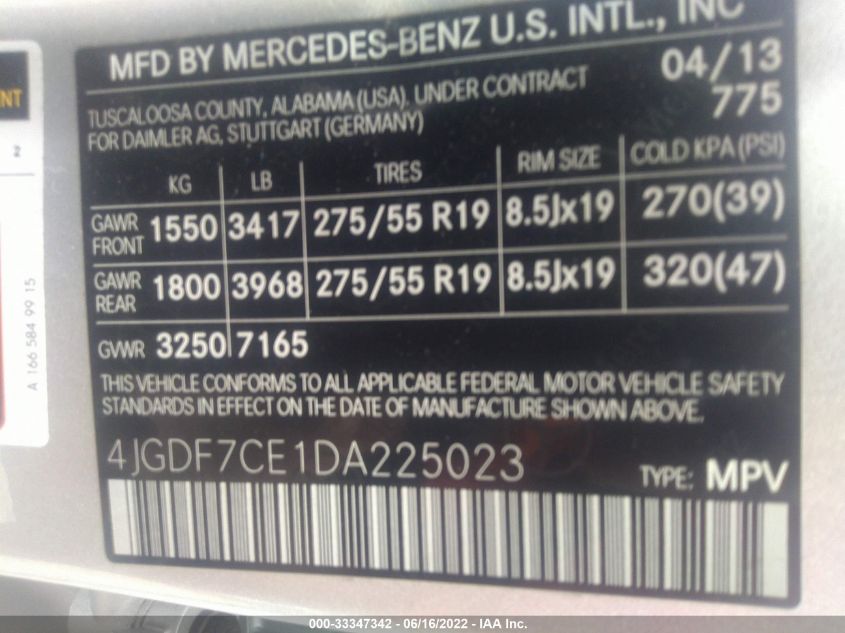 MFD BY MERCEDES-BENZ U.S. INTL., INC
04/13
TUSCALOOSA COUNTY, ALABAMA (USA). UNDER CONTRACT
775
FOR DAIMLER AG, STUTTGART (GERMANY)
KG LB TIRES RIM SIZE COLD KPA (PSI)
GAWR FRONT 1550 3417 275/55 R19 8.5Jx19 270(39)
GAWR REAR 1800 3968 275/55 R19 8.5Jx19 320(47)
GVWR 3250 7165
THIS VEHICLE CONFORMS TO ALL APPLICABLE FEDERAL MOTOR VEHICLE SAFETY
STANDARDS IN EFFECT ON THE DATE OF MANUFACTURE SHOWN ABOVE.
4JGDF7CE1DA225023
TYPE: MPV
A 166 584 99 15
000-33347342 - 06/16/2022 - IAA Inc.